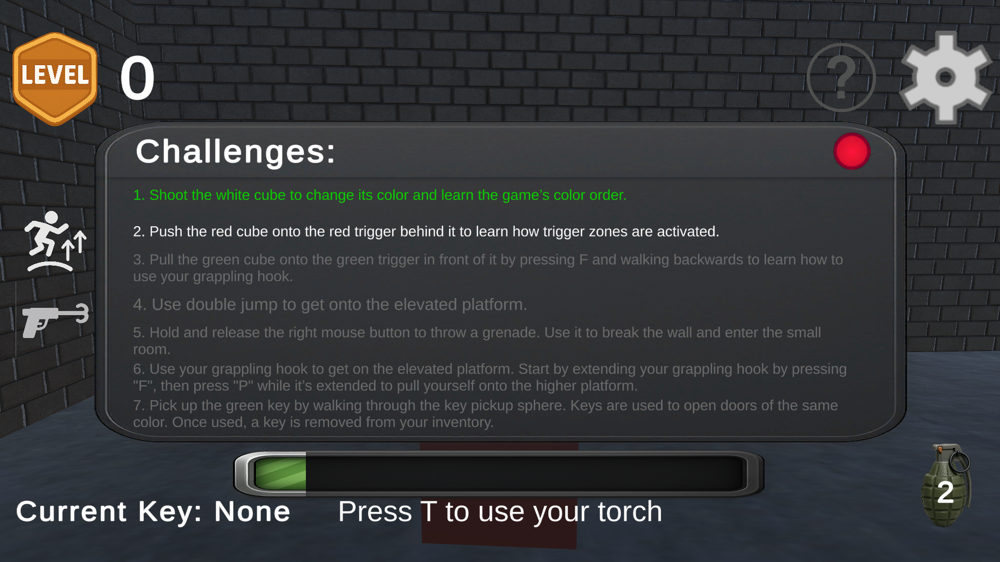 LEVEL
0
?
Challenges:
1. Shoot the white cube to change its color and learn the game’s color order.
2. Push the red cube onto the red trigger behind it to learn how trigger zones are activated.
3. Pull the green cube onto the green trigger in front of it by pressing F and walking backwards to learn how to
use your grappling hook.
4. Use double jump to get onto the elevated platform.
5. Hold and release the right mouse button to throw a grenade. Use it to break the wall and enter the small
room.
6. Use your grappling hook to get on the elevated platform. Start by extending your grappling hook by pressing
"F", then press "P" while it’s extended to pull yourself onto the higher platform.
7. Pick up the green key by walking through the key pickup sphere. Keys are used to open doors of the same
color. Once used, a key is removed from your inventory.
2
Current Key: None
Press T to use your torch